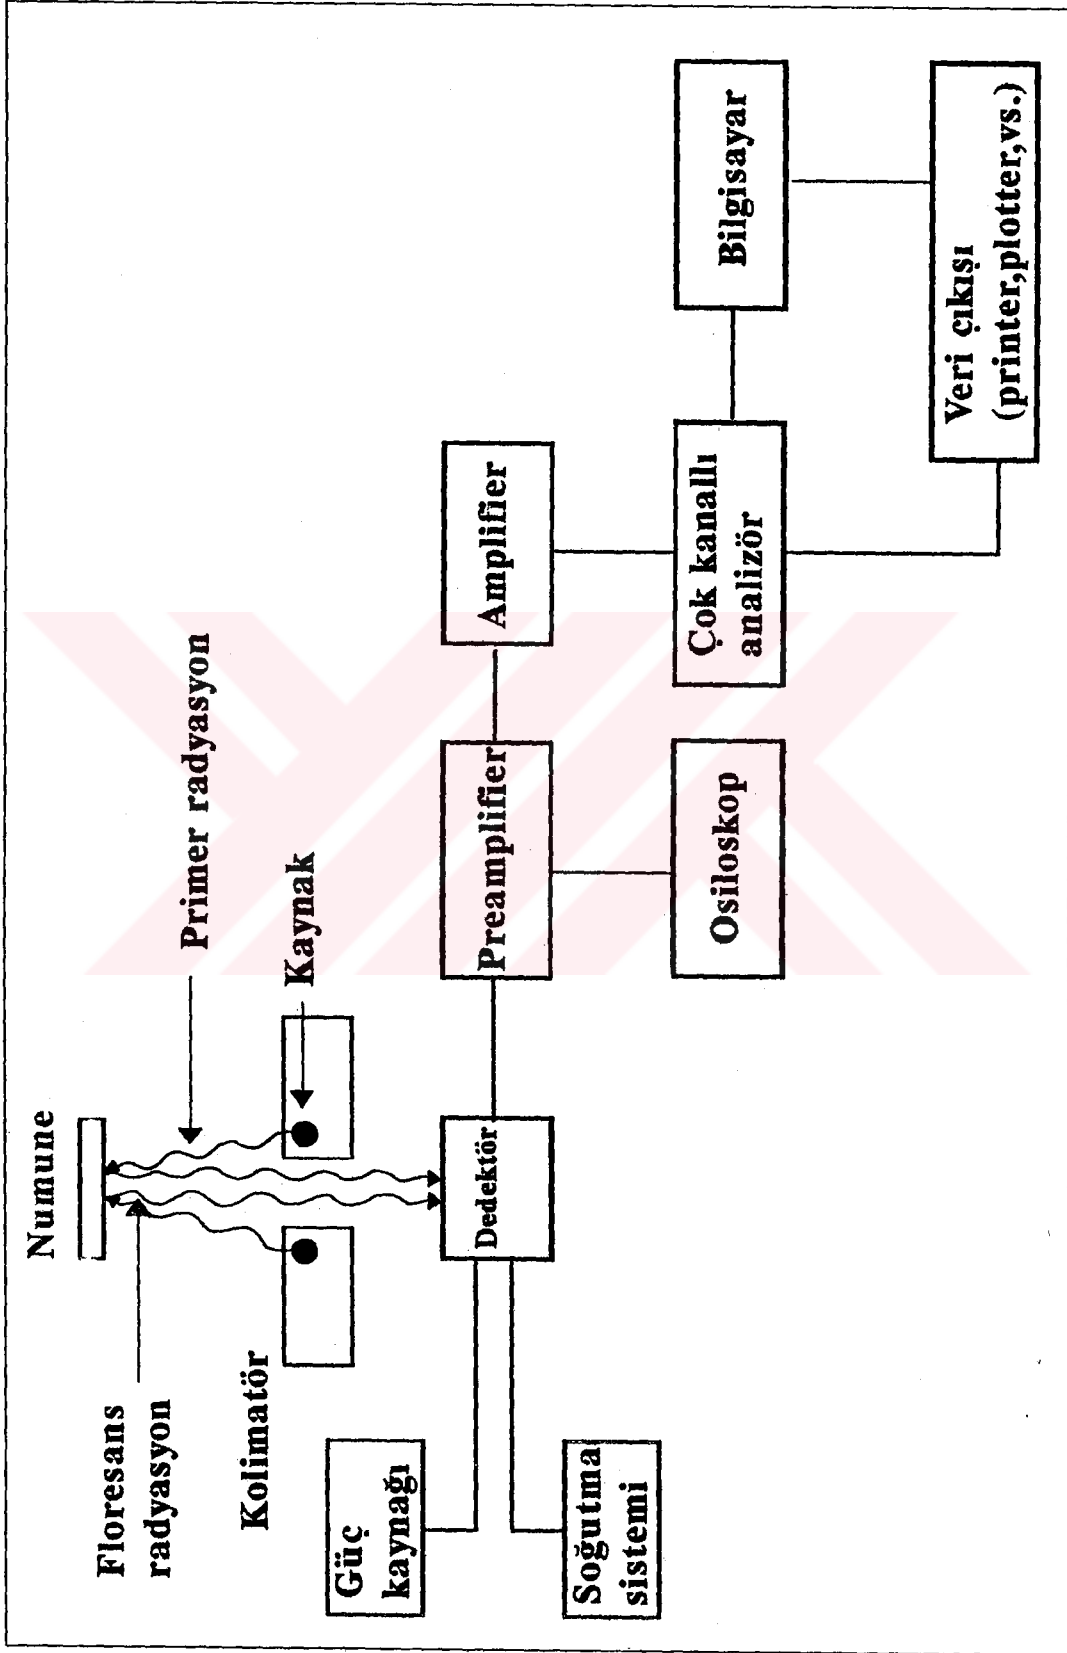 Numune
Floresans
radyasyon
Primer radyasyon
Kolimatör
Kaynak
Güç
kaynağı
Soğutma
sistemi
Dedektör
Preamplifier
Amplifier
Osiloskop
Çok kanallı
analizör
Bilgisayar
Veri çıkışı
(printer,plotter,vs.)